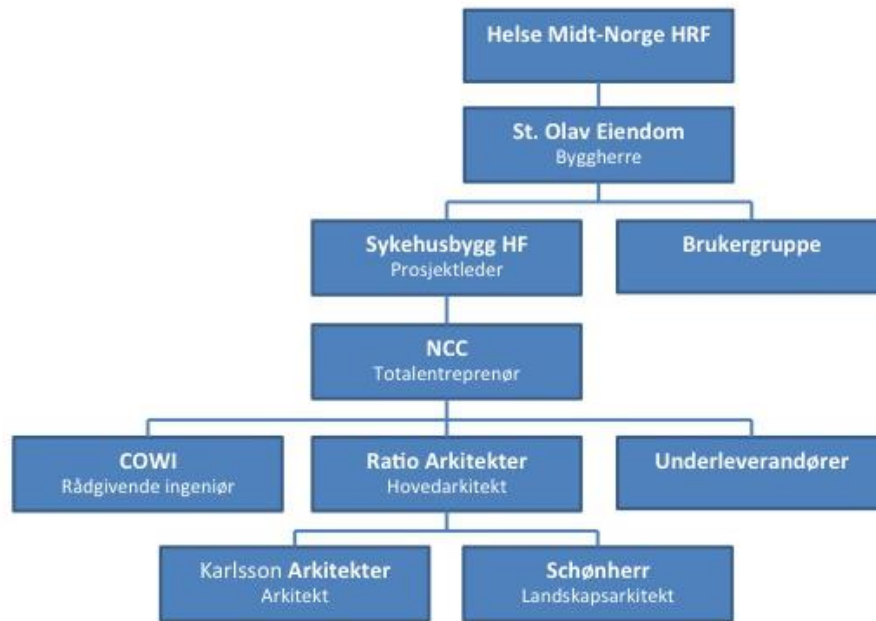 Helse Midt-Norge HRF
St. Olav Eiendom
Byggherre
Sykehusbygg HF
Prosjektleder
Brukergruppe
NCC
Totalentreprenør
COWI
Rådgivende ingeniør
Ratio Arkitekter
Hovedarkitekt
Underleverandører
Karlsson Arkitekter
Arkitekt
Schønherr
Landskapsarkitekt